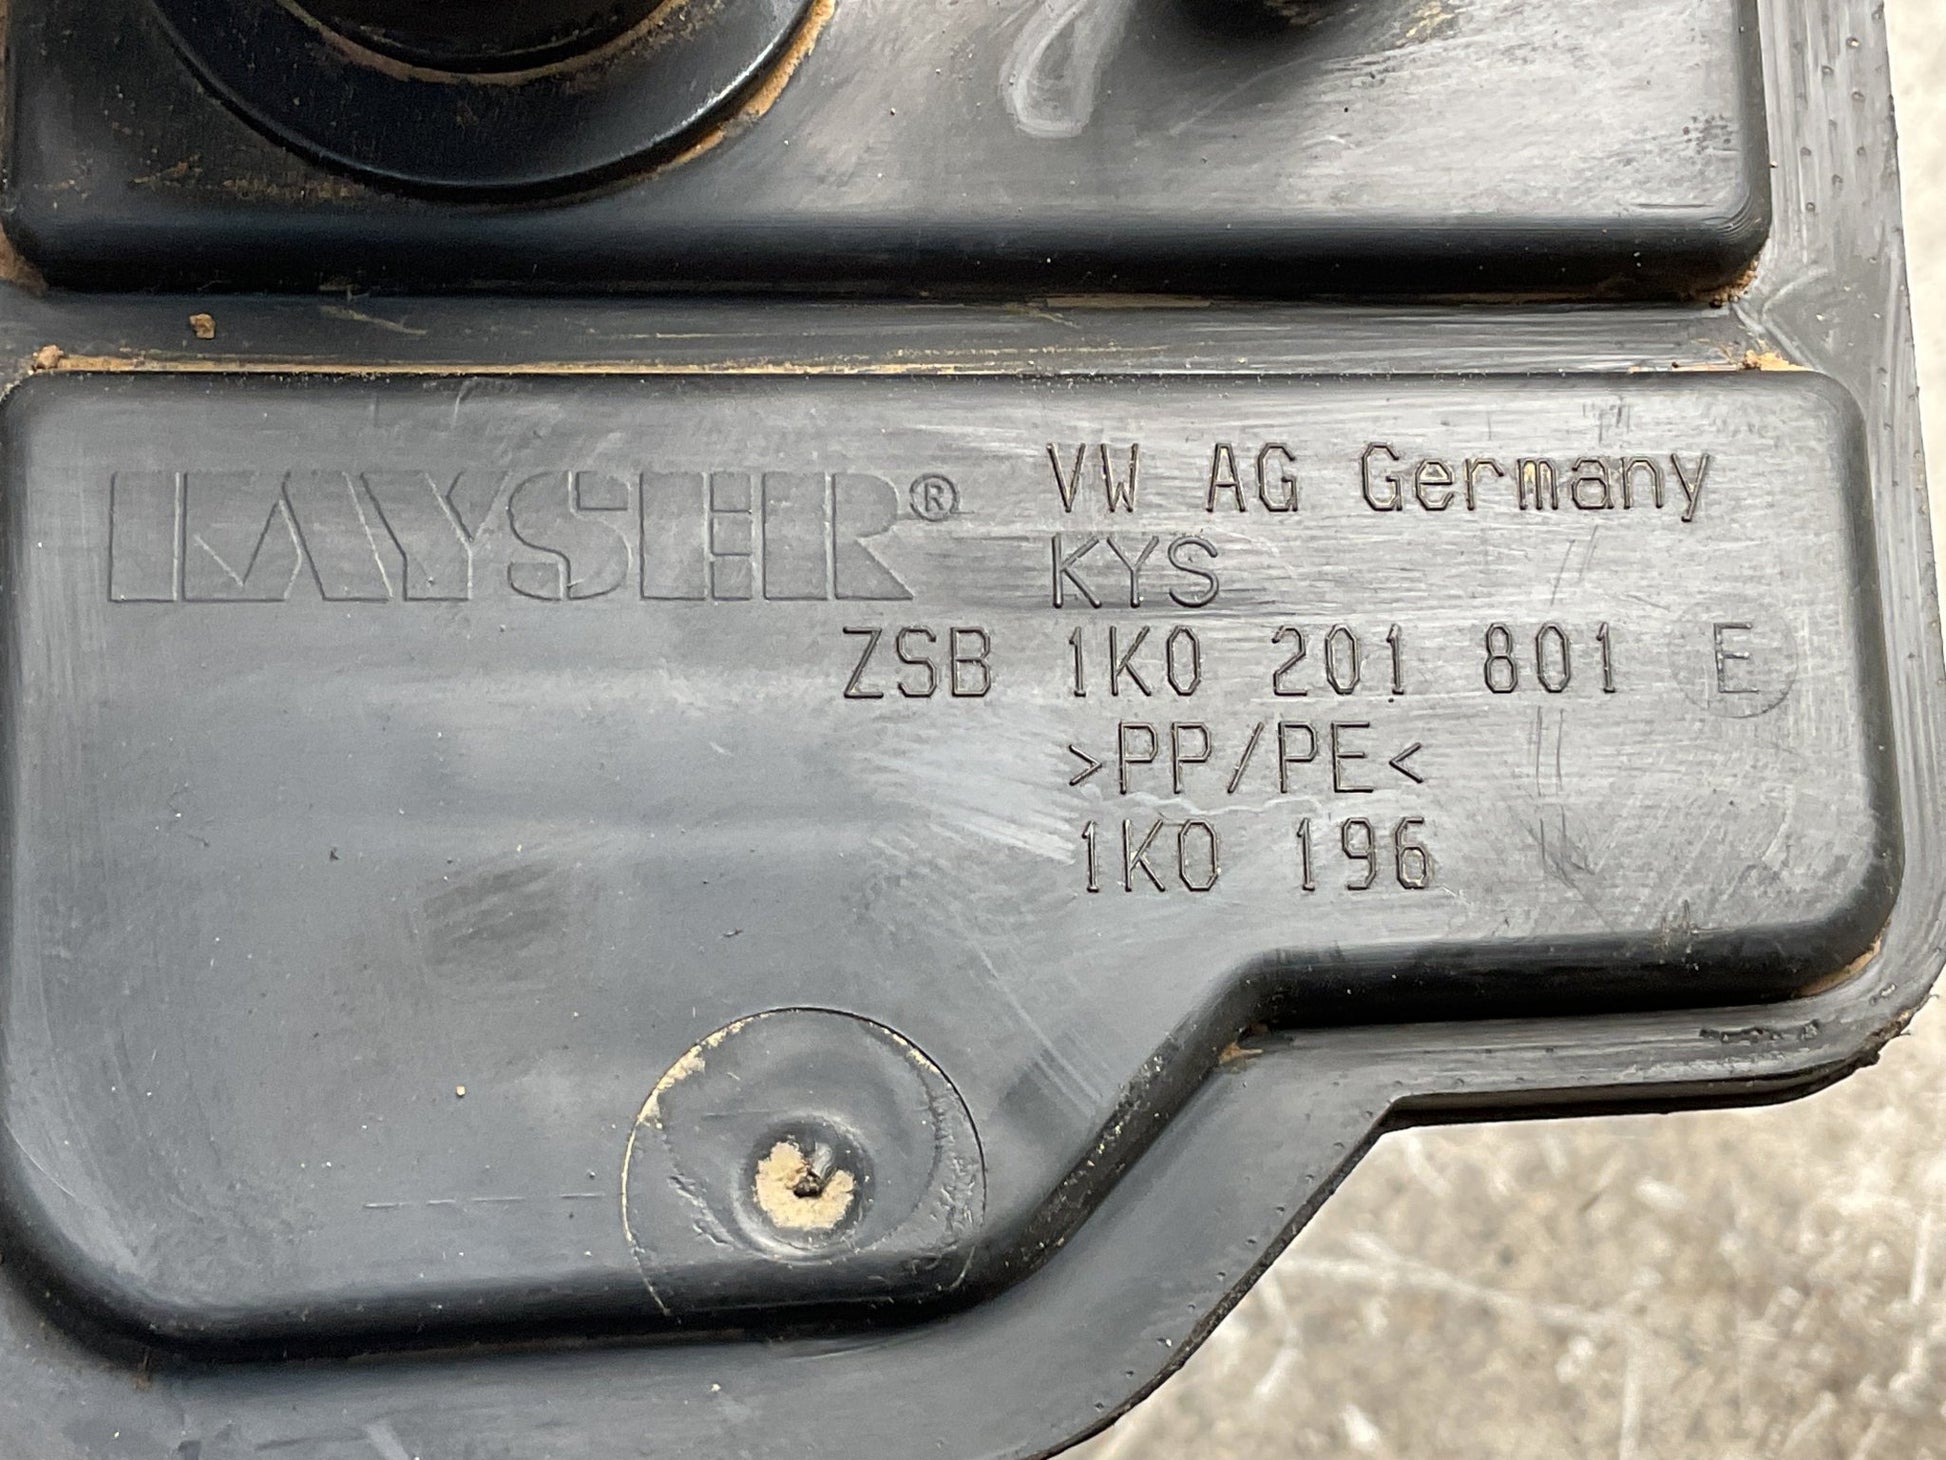 KAYSER® VW AG Germany
KYS
ZSB 1K0 201 801 E
>PP/PE<
1K0 196